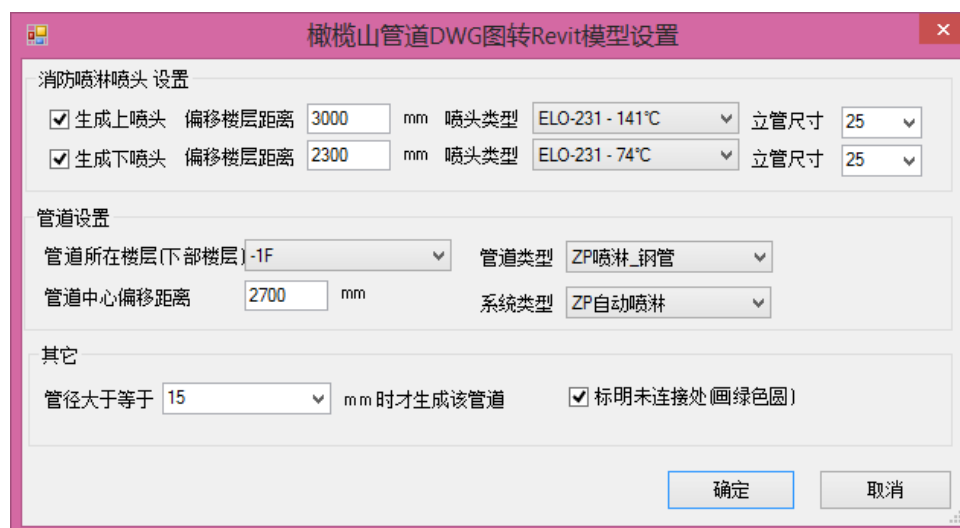 橄榄山管道DWG图转Revit模型设置
消防喷淋喷头 设置
生成上喷头 偏移楼层距离 3000 mm 喷头类型 ELO-231 - 141℃ 立管尺寸 25
生成下喷头 偏移楼层距离 2300 mm 喷头类型 ELO-231 - 74℃ 立管尺寸 25
管道设置
管道所在楼层(下部楼层) -1F 管道类型 ZP喷淋_钢管
管道中心偏移距离 2700 mm 系统类型 ZP自动喷淋
其它
管径大于等于 15 mm时才生成该管道 标明未连接处(画绿色圆)
确定 取消